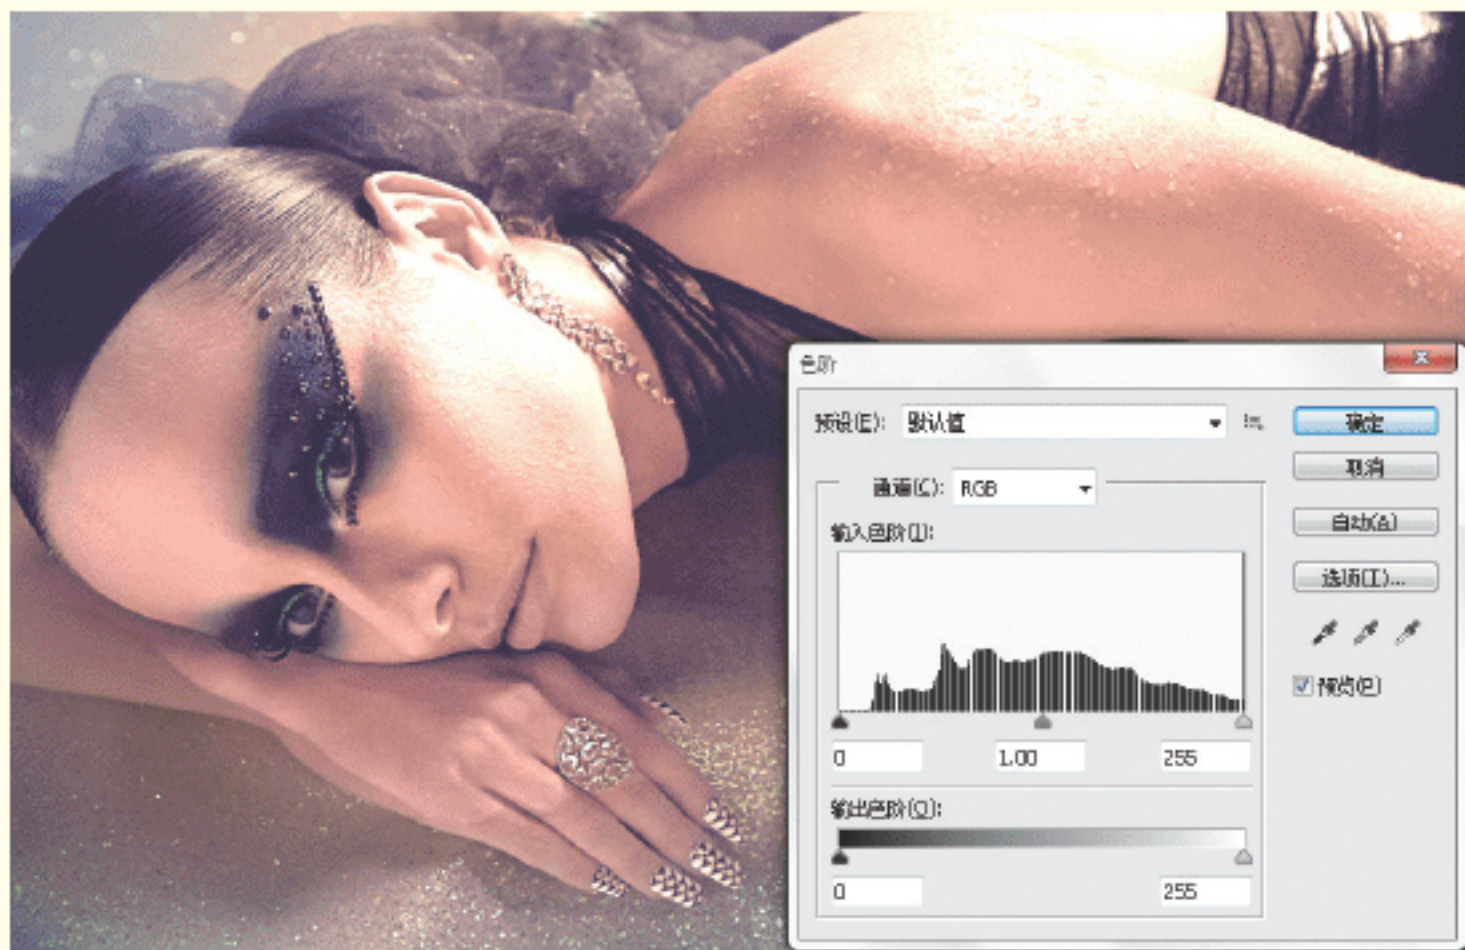 色阶
预设(E): 默认值
确定
取消
通道(C): RGB
自动(A)
输入色阶(I):
选项(T)...
预览(P)
0 1.00 255
输出色阶(O):
0 255